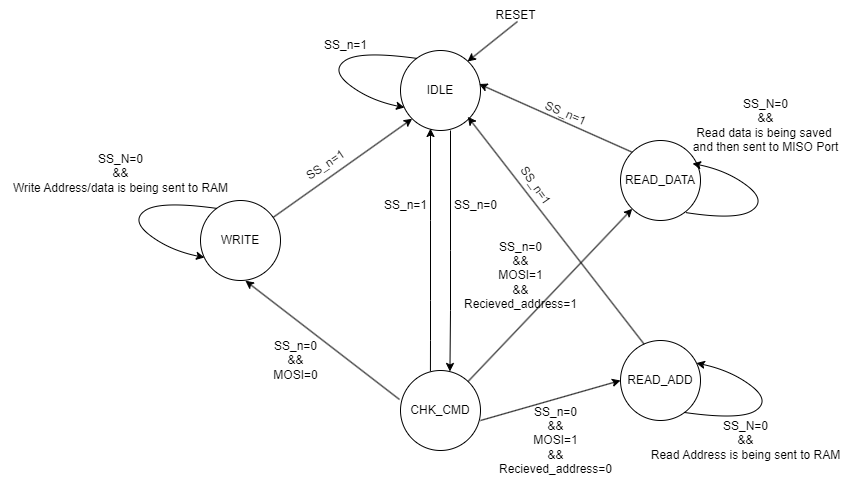 RESET
SS_n=1
IDLE
SS_n=1
SS_N=0
&&
Read data is being saved
and then sent to MISO Port
READ_DATA
SS_n=1
SS_N=0
&&
Write Address/data is being sent to RAM
WRITE
SS_n=1
SS_n=0
SS_n=1
SS_n=0
&&
MOSI=1
&&
Recieved_address=1
SS_n=0
&&
MOSI=0
CHK_CMD
READ_ADD
SS_n=0
&&
MOSI=1
&&
Recieved_address=0
SS_N=0
&&
Read Address is being sent to RAM